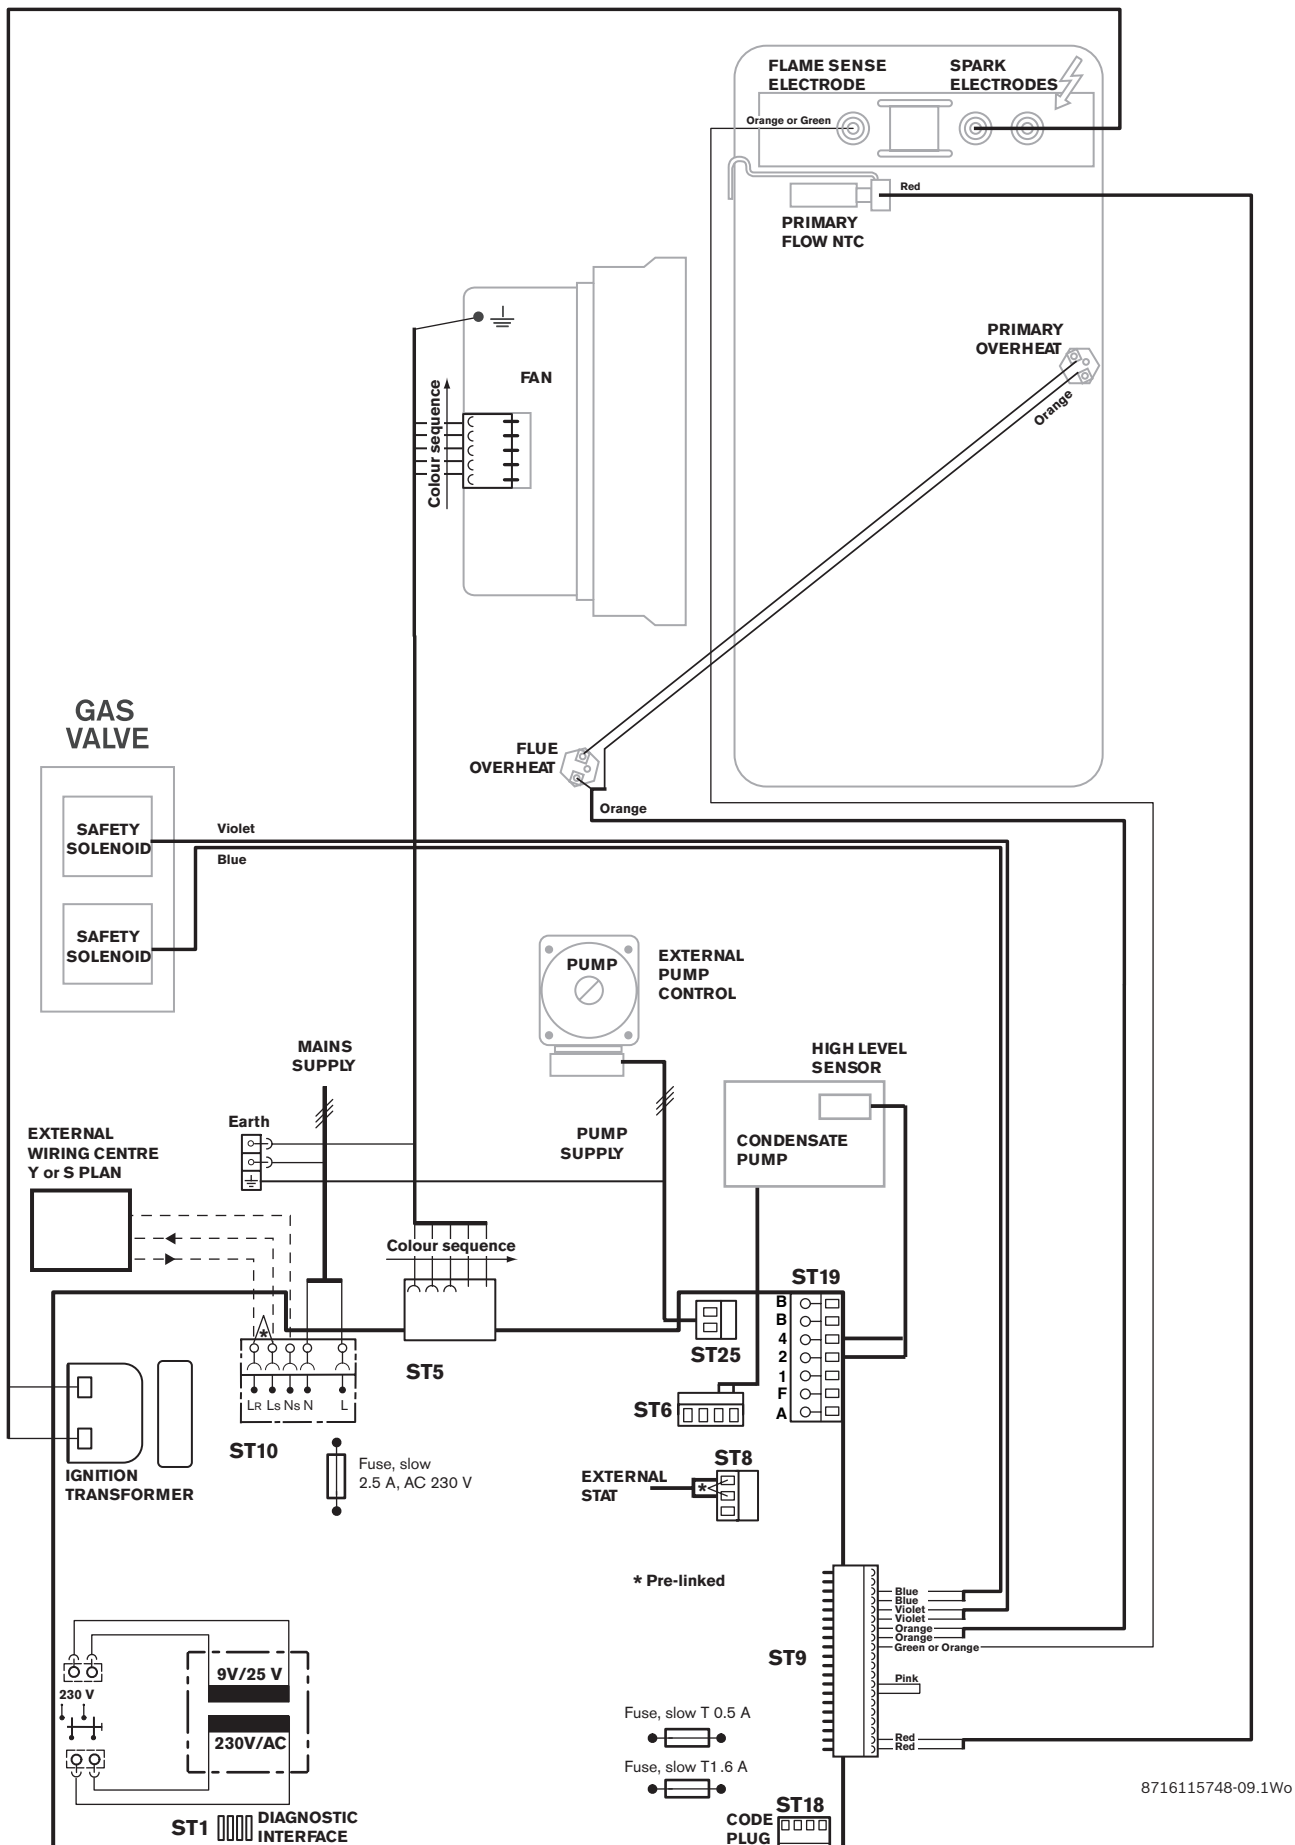 FLAME SENSE
ELECTRODE
SPARK
ELECTRODES
Orange or Green
Red
PRIMARY
FLOW NTC
PRIMARY
OVERHEAT
Orange
FAN
Colour sequence
GAS
VALVE
FLUE
OVERHEAT
Orange
SAFETY
SOLENOID
Violet
Blue
SAFETY
SOLENOID
PUMP
EXTERNAL
PUMP
CONTROL
MAINS
SUPPLY
HIGH LEVEL
SENSOR
Earth
EXTERNAL
WIRING CENTRE
Y or S PLAN
PUMP
SUPPLY
CONDENSATE
PUMP
Colour sequence
ST19
B
B
4
2
1
F
A
*
ST25
ST5
LR LS NS N L
ST6
ST10
Fuse, slow
2.5 A, AC 230 V
IGNITION
TRANSFORMER
ST8
EXTERNAL
STAT
*
* Pre-linked
Blue
Blue
Violet
Violet
Orange
Orange
Green or Orange
ST9
Pink
9V/25 V
230 V
230V/AC
Fuse, slow T 0.5 A
Red
Red
Fuse, slow T1.6 A
8716115748-09.1Wo
ST1
DIAGNOSTIC
INTERFACE
ST18
CODE
PLUG